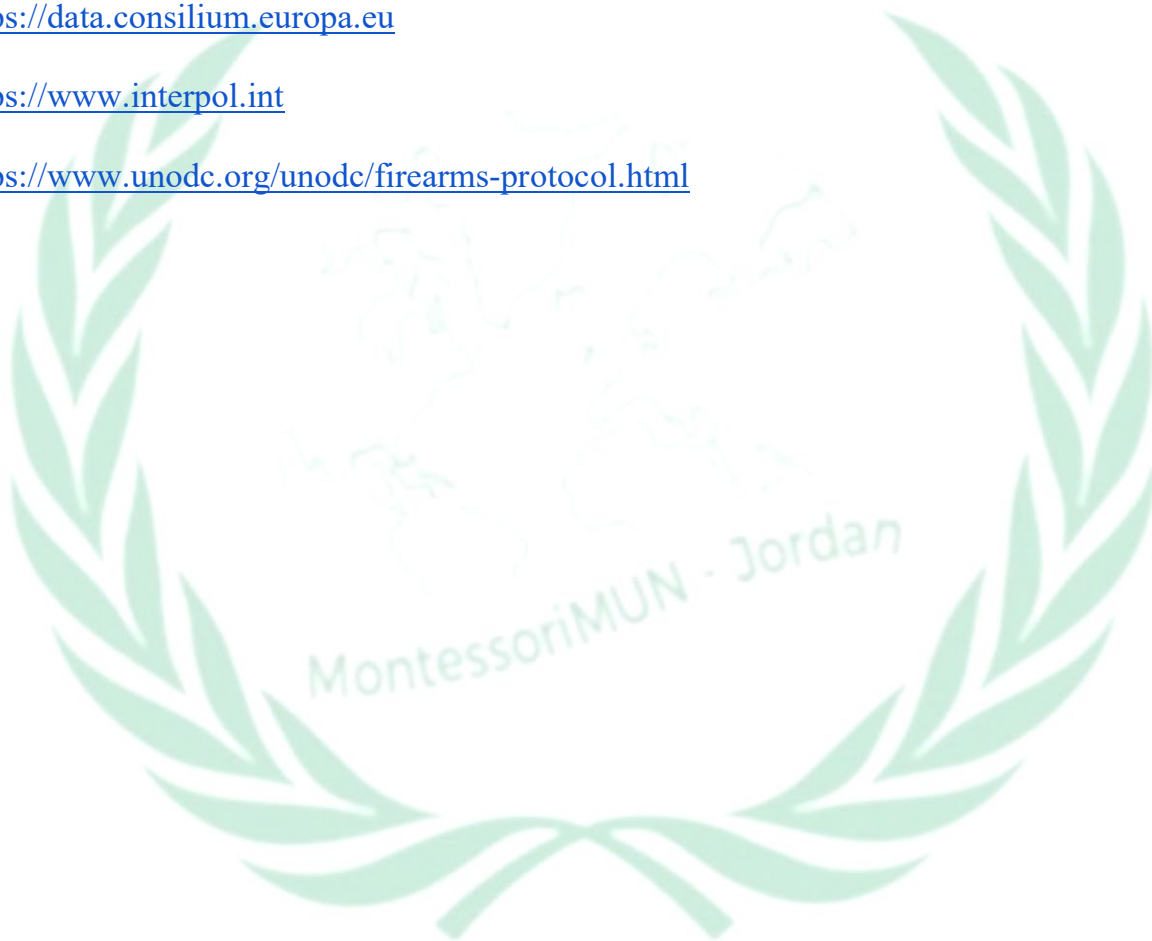 ps://data.consilium.europa.eu
ps://www.interpol.int
ps://www.unodc.org/unodc/firearms-protocol.html
MontessoriMUN - Jordan